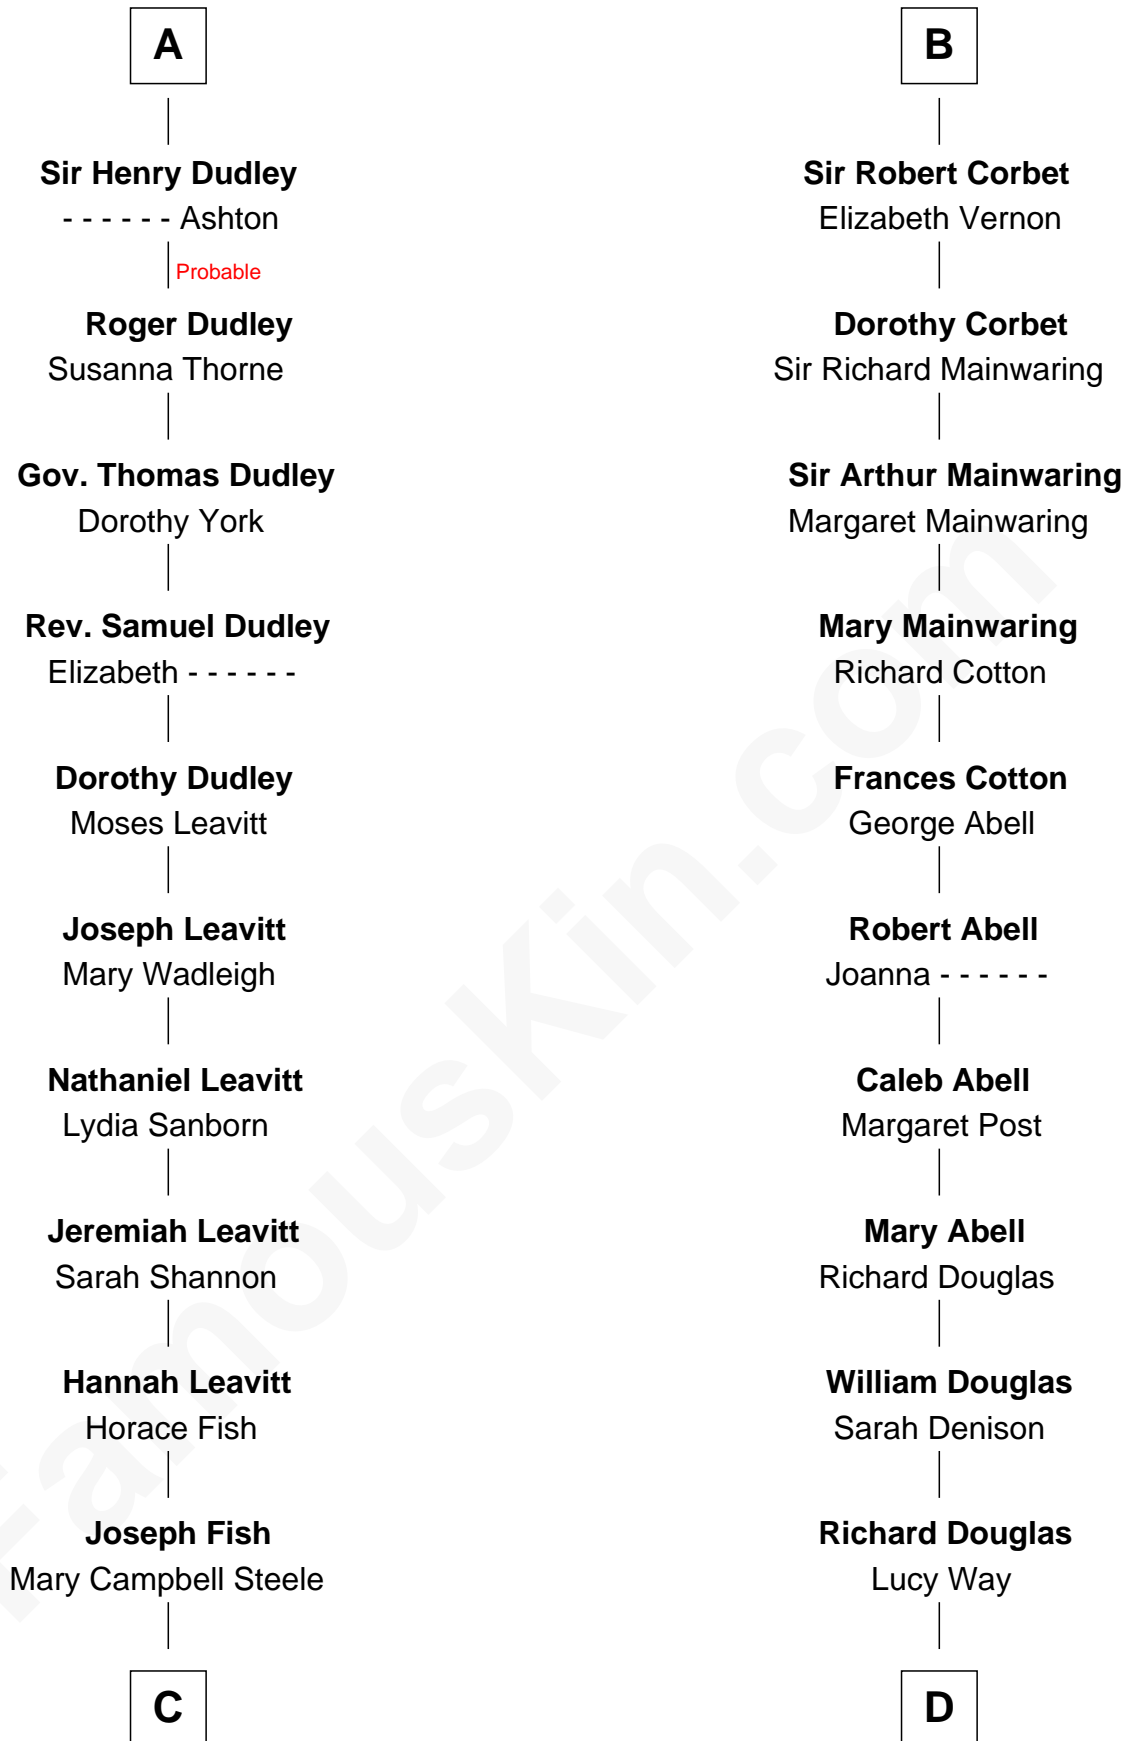 A
Sir Henry Dudley
- - - - - - Ashton
Probable
Roger Dudley
Susanna Thorne
Gov. Thomas Dudley
Dorothy York
Rev. Samuel Dudley
Elizabeth - - - - - -
Dorothy Dudley
Moses Leavitt
Joseph Leavitt
Mary Wadleigh
Nathaniel Leavitt
Lydia Sanborn
Jeremiah Leavitt
Sarah Shannon
Hannah Leavitt
Horace Fish
Joseph Fish
Mary Campbell Steele
C
B
Sir Robert Corbet
Elizabeth Vernon
Dorothy Corbet
Sir Richard Mainwaring
Sir Arthur Mainwaring
Margaret Mainwaring
Mary Mainwaring
Richard Cotton
Frances Cotton
George Abell
Robert Abell
Joanna - - - - - -
Caleb Abell
Margaret Post
Mary Abell
Richard Douglas
William Douglas
Sarah Denison
Richard Douglas
Lucy Way
D
FamousKin.com